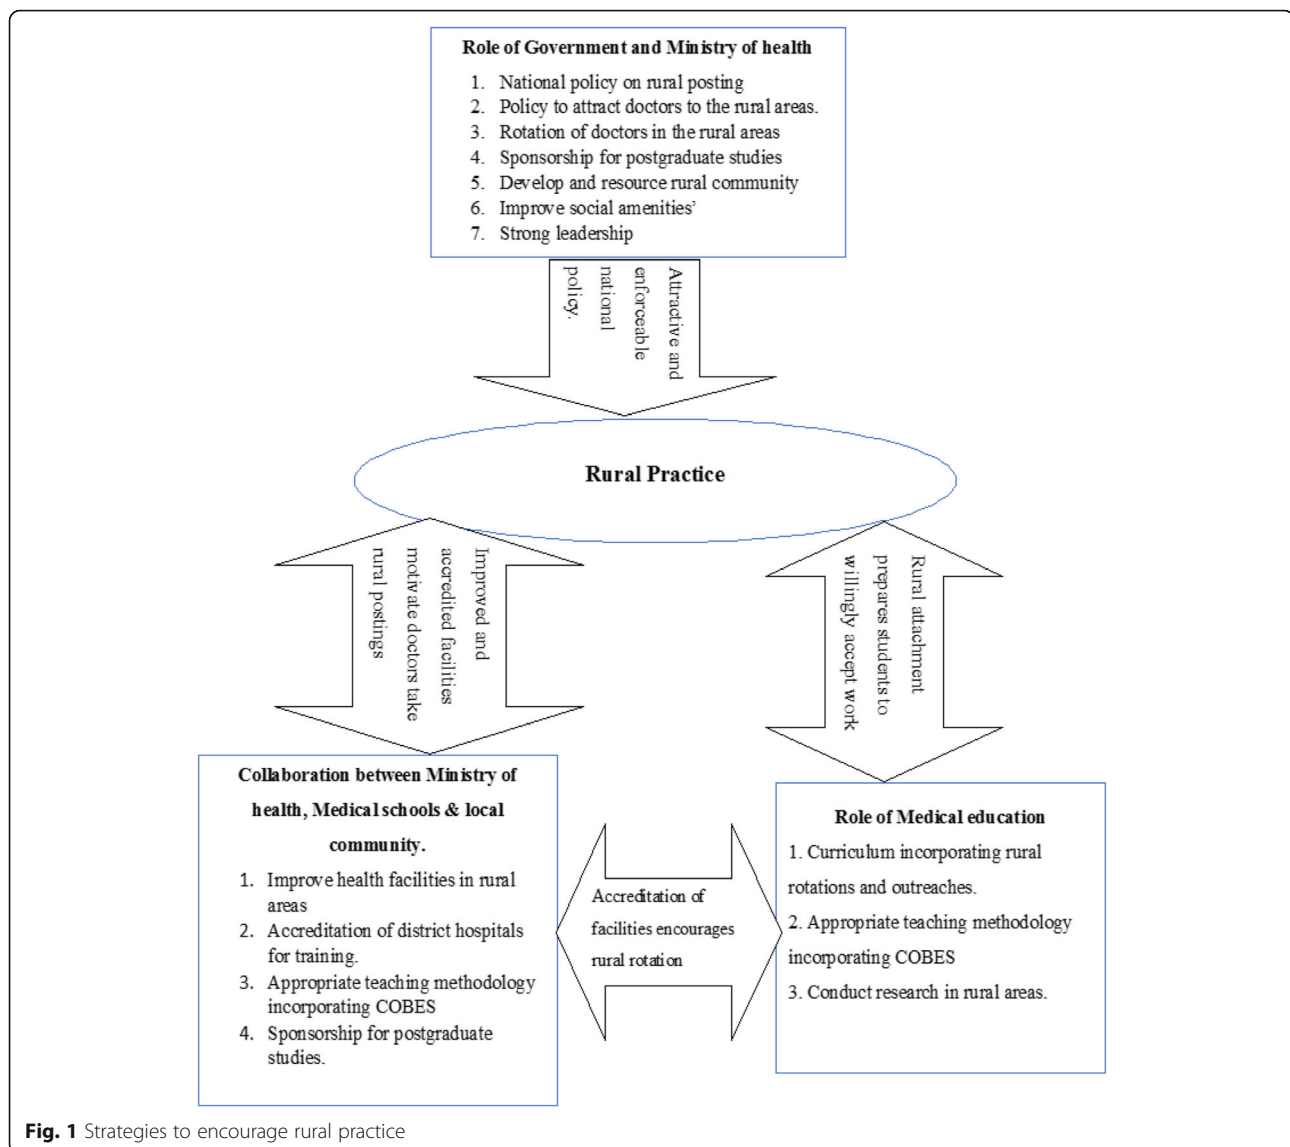 Role of Government and Ministry of health
1. National policy on rural posting
2. Policy to attract doctors to the rural areas.
3. Rotation of doctors in the rural areas
4. Sponsorship for postgraduate studies
5. Develop and resource rural community
6. Improve social amenities’
7. Strong leadership
Attractive and
enforceable
national
policy.
Rural Practice
Improved and
accredited facilities
motivate doctors take
rural postings
Rural attachment
prepares students to
willingly accept work
Collaboration between Ministry of
health, Medical schools & local
community.
1. Improve health facilities in rural
areas
2. Accreditation of district hospitals
for training.
3. Appropriate teaching methodology
incorporating COBES
4. Sponsorship for postgraduate
studies.
Accreditation of
facilities encourages
rural rotation
Role of Medical education
1. Curriculum incorporating rural
rotations and outreaches.
2. Appropriate teaching methodology
incorporating COBES
3. Conduct research in rural areas.
Fig. 1 Strategies to encourage rural practice